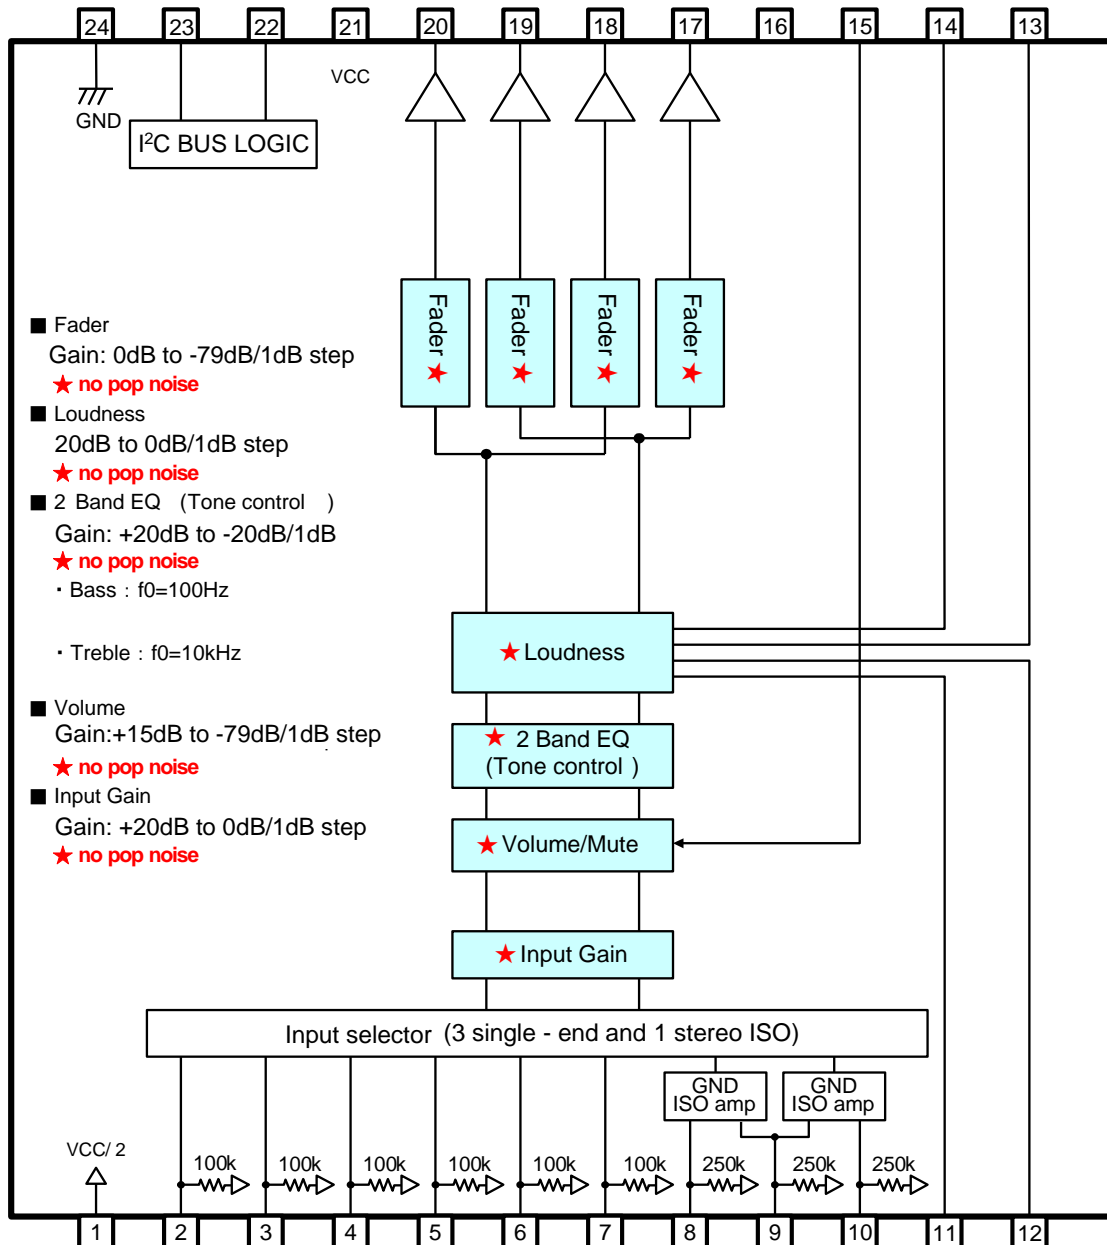 24 23 22 21 20 19 18 17 16 15 14 13
VCC
GND
I²C BUS LOGIC
Fader ★
Fader ★
Fader ★
Fader ★
■ Fader
Gain: 0dB to -79dB/1dB step
★ no pop noise
■ Loudness
20dB to 0dB/1dB step
★ no pop noise
■ 2 Band EQ (Tone control )
Gain: +20dB to -20dB/1dB
★ no pop noise
・Bass : f0=100Hz
・Treble : f0=10kHz
■ Volume
Gain:+15dB to -79dB/1dB step
★ no pop noise
■ Input Gain
Gain: +20dB to 0dB/1dB step
★ no pop noise
★ Loudness
★ 2 Band EQ
(Tone control )
★ Volume/Mute
★ Input Gain
Input selector (3 single - end and 1 stereo ISO)
GND
ISO amp
GND
ISO amp
VCC/ 2
100k 100k 100k 100k 100k 100k 250k 250k 250k
1 2 3 4 5 6 7 8 9 10 11 12